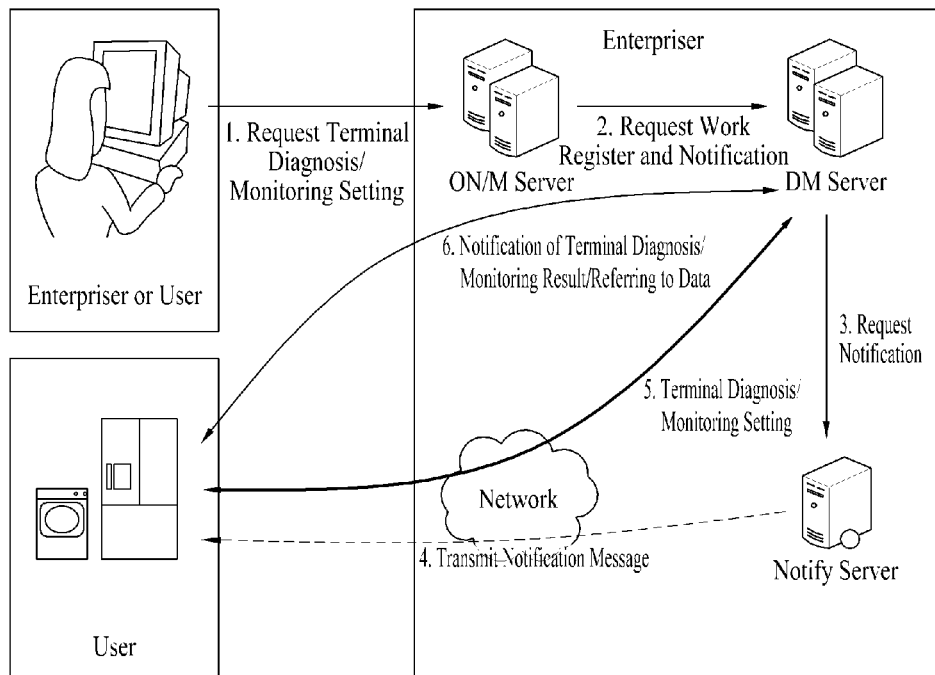 Enterpriser
1. Request Terminal
Diagnosis/
Monitoring Setting
2. Request Work
Register and Notification
ON/M Server
DM Server
6. Notification of Terminal Diagnosis/
Monitoring Result/Referring to Data
Enterpriser or User
3. Request
Notification
5. Terminal Diagnosis/
Monitoring Setting
Network
4. Transmit Notification Message
Notify Server
User